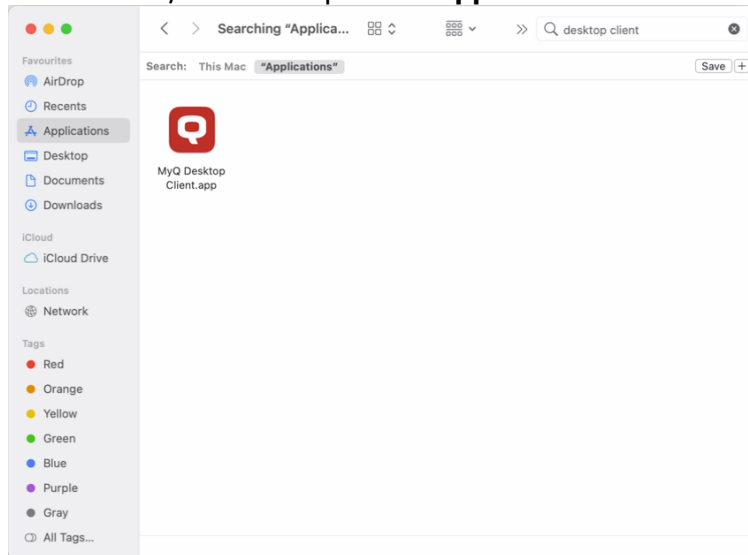 Searching “Applica...
desktop client
Favourites
AirDrop
Recents
Applications
Desktop
Documents
Downloads
iCloud
iCloud Drive
Locations
Network
Tags
Red
Orange
Yellow
Green
Blue
Purple
Gray
All Tags...
Search: This Mac “Applications” Save +
MyQ Desktop
Client.app